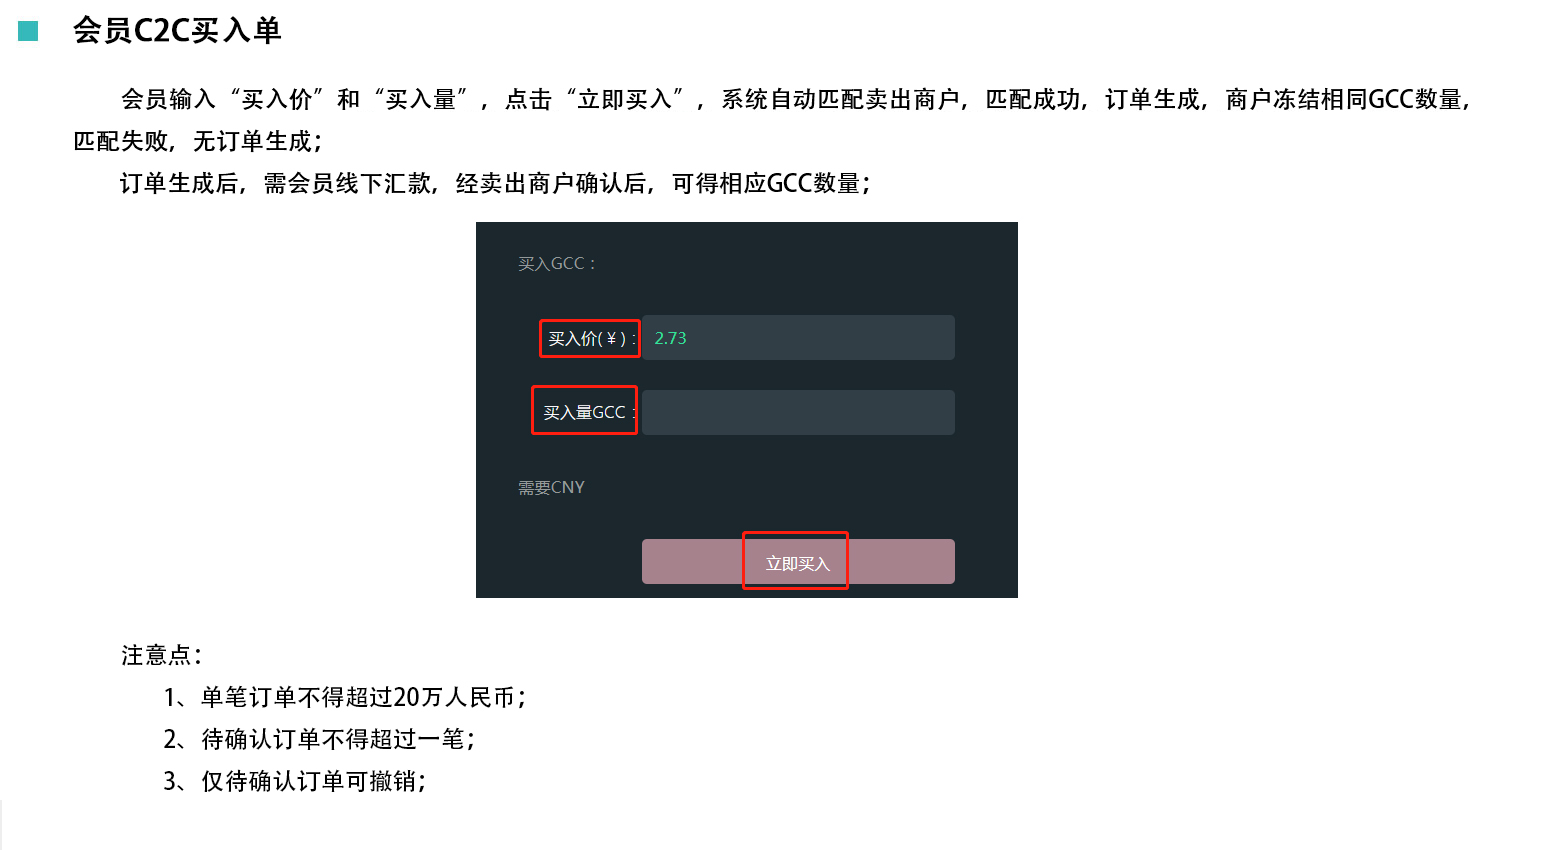 会员C2C买入单
会员输入“买入价”和“买入量”，点击“立即买入”，系统自动匹配卖出商户，匹配成功，订单生成，商户冻结相同GCC数量，
匹配失败，无订单生成；
订单生成后，需会员线下汇款，经卖出商户确认后，可得相应GCC数量；
买入GCC：
买入价(￥)： 2.73
买入量GCC：
需要CNY
立即买入
注意点：
1、单笔订单不得超过20万人民币；
2、待确认订单不得超过一笔；
3、仅待确认订单可撤销；